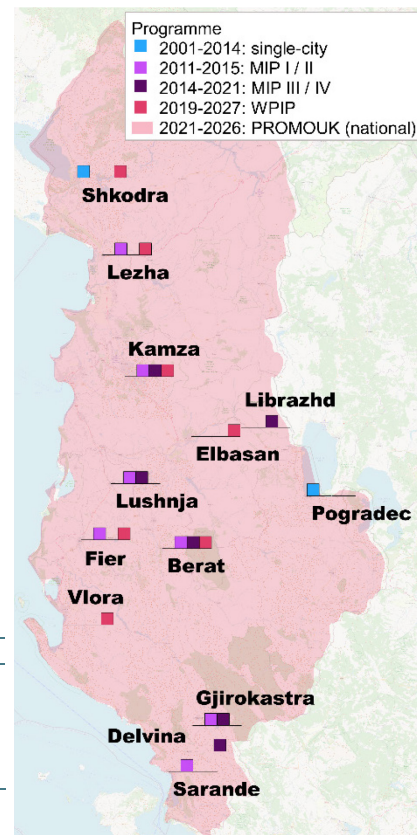 Programme
2001-2014: single-city
2011-2015: MIP I / II
2014-2021: MIP III / IV
2019-2027: WPIP
2021-2026: PROMOUK (national)
Shkodra
Lezha
Kamza
Librazhd
Elbasan
Lushnja
Pogradec
Fier
Berat
Vlora
Gjirokastra
Delvina
Sarande